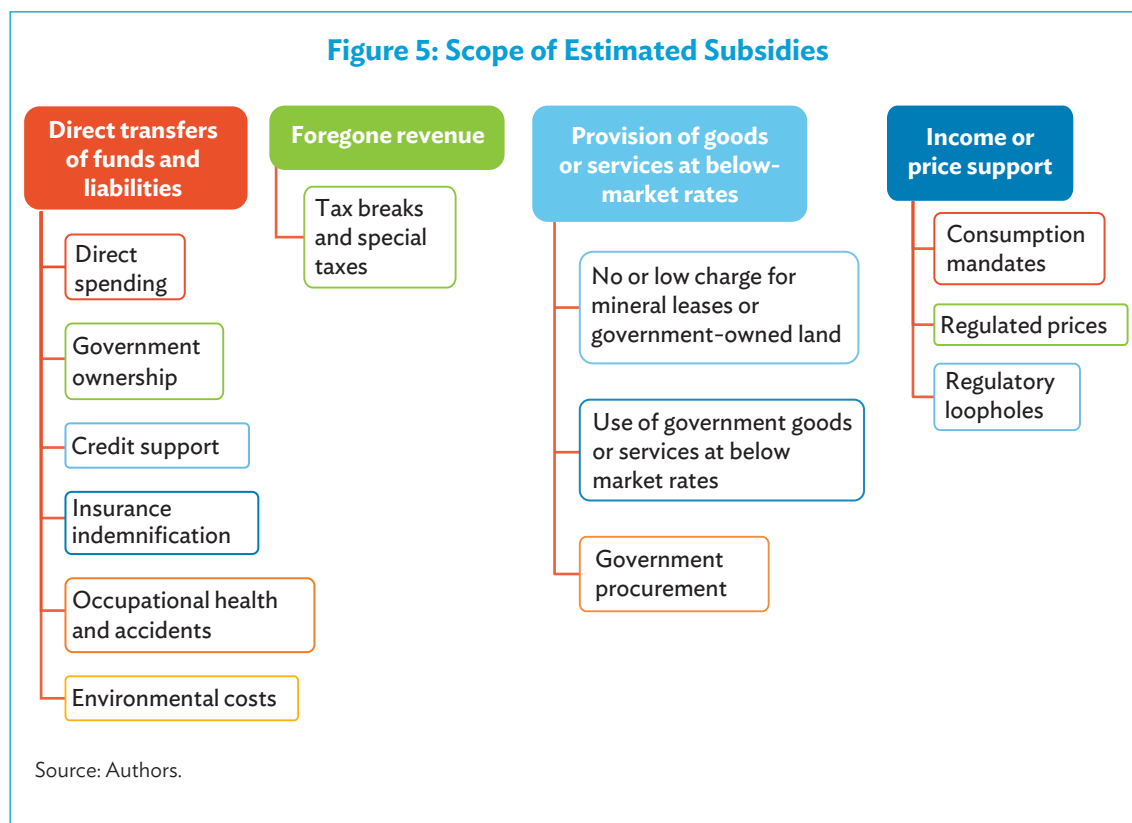 Figure 5: Scope of Estimated Subsidies
Direct transfers
of funds and
liabilities
Direct
spending
Government
ownership
Credit support
Insurance
indemnification
Occupational health
and accidents
Environmental costs
Foregone revenue
Tax breaks
and special
taxes
Provision of goods
or services at below-
market rates
No or low charge for
mineral leases or
government-owned land
Use of government goods
or services at below
market rates
Government
procurement
Income or
price support
Consumption
mandates
Regulated prices
Regulatory
loopholes
Source: Authors.